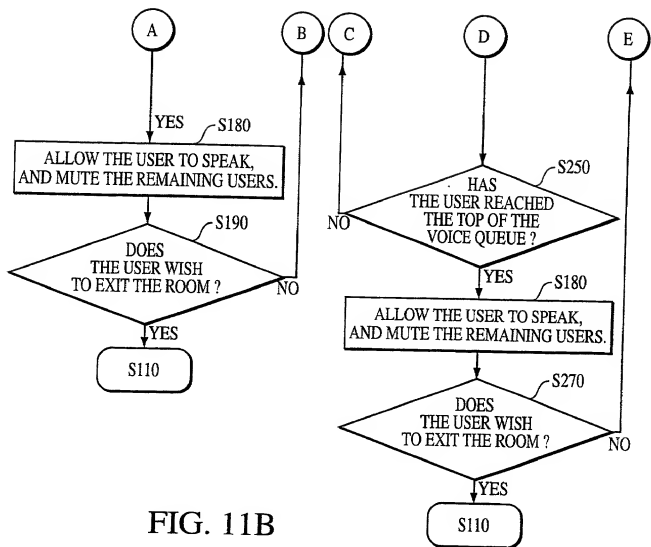 A
B
C
D
E
YES
S180
ALLOW THE USER TO SPEAK,
AND MUTE THE REMAINING USERS.
S190
DOES
THE USER WISH
TO EXIT THE ROOM ?
NO
YES
S110
S250
HAS
THE USER REACHED
THE TOP OF THE
VOICE QUEUE ?
NO
YES
S180
ALLOW THE USER TO SPEAK,
AND MUTE THE REMAINING USERS.
S270
DOES
THE USER WISH
TO EXIT THE ROOM ?
NO
YES
S110
FIG. 11B